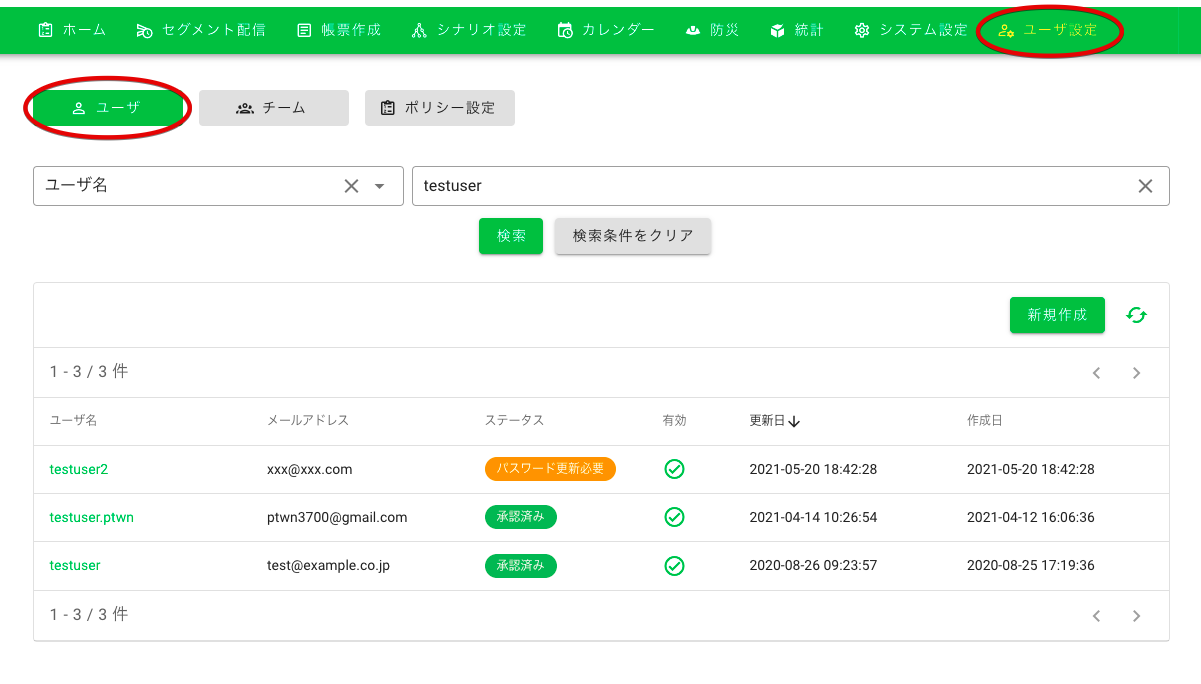 ホーム セグメント配信 帳票作成 シナリオ設定 カレンダー 防災 統計 システム設定 ユーザ設定
ユーザ チーム ポリシー設定
ユーザ名 testuser
検索 検索条件をクリア
新規作成
1 - 3 / 3 件
ユーザ名 メールアドレス ステータス 有効 更新日 作成日
testuser2 xxx@xxx.com パスワード更新必要 2021-05-20 18:42:28 2021-05-20 18:42:28
testuser.ptwn ptwn3700@gmail.com 承認済み 2021-04-14 10:26:54 2021-04-12 16:06:36
testuser test@example.co.jp 承認済み 2020-08-26 09:23:57 2020-08-25 17:19:36
1 - 3 / 3 件